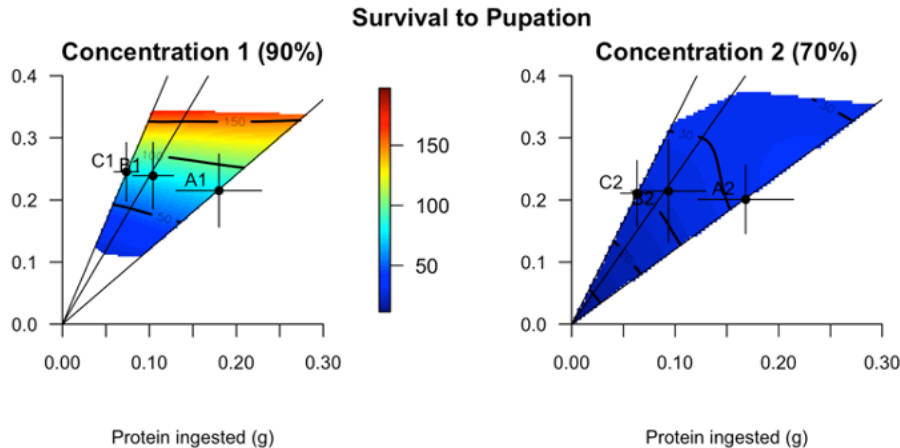 Survival to Pupation
Concentration 1 (90%)
Concentration 2 (70%)
0.4
0.3
0.2
0.1
0.0
0.00
0.10
0.20
0.30
C1
B1
A1
150
100
50
150
100
50
0.4
0.3
0.2
0.1
0.0
0.00
0.10
0.20
0.30
C2
B2
A2
30
Protein ingested (g)
Protein ingested (g)